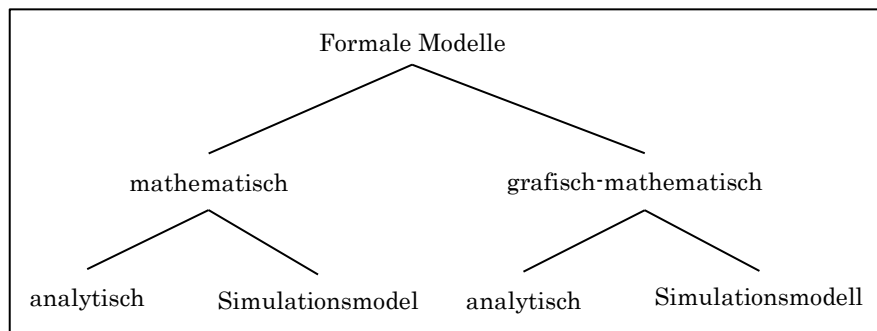 Formale Modelle
mathematisch
grafisch-mathematisch
analytisch
Simulationsmodel
analytisch
Simulationsmodell